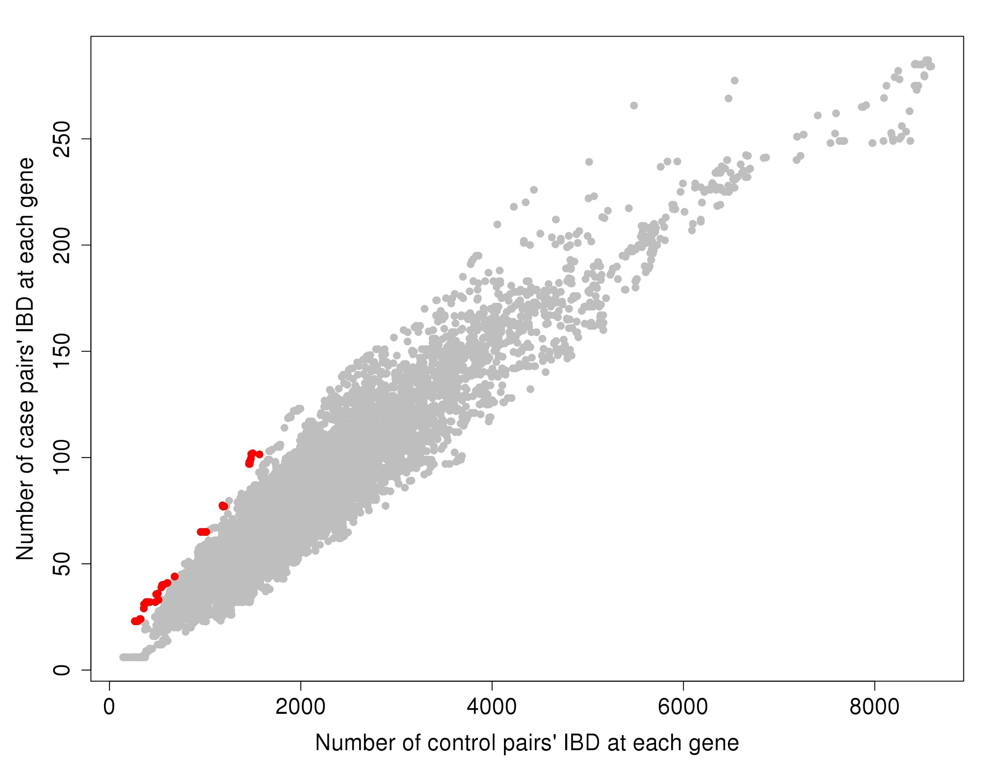 Number of case pairs' IBD at each gene
250
200
150
100
50
0
0 2000 4000 6000 8000
Number of control pairs' IBD at each gene